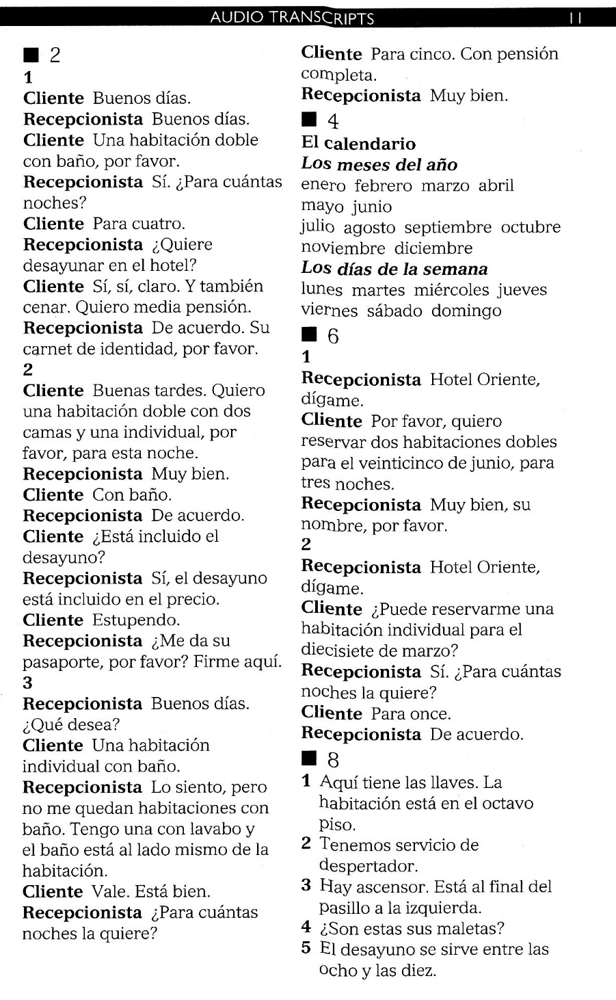 AUDIO TRANSCRIPTS 11
■ 2
1
Cliente Buenos días.
Recepcionista Buenos días.
Cliente Una habitación doble
con baño, por favor.
Recepcionista Sí. ¿Para cuántas
noches?
Cliente Para cuatro.
Recepcionista ¿Quiere
desayunar en el hotel?
Cliente Sí, sí, claro. Y también
cenar. Quiero media pensión.
Recepcionista De acuerdo. Su
carnet de identidad, por favor.
2
Cliente Buenas tardes. Quiero
una habitación doble con dos
camas y una individual, por
favor, para esta noche.
Recepcionista Muy bien.
Cliente Con baño.
Recepcionista De acuerdo.
Cliente ¿Está incluido el
desayuno?
Recepcionista Sí, el desayuno
está incluido en el precio.
Cliente Estupendo.
Recepcionista ¿Me da su
pasaporte, por favor? Firme aquí.
3
Recepcionista Buenos días.
¿Qué desea?
Cliente Una habitación
individual con baño.
Recepcionista Lo siento, pero
no me quedan habitaciones con
baño. Tengo una con lavabo y
el baño está al lado mismo de la
habitación.
Cliente Vale. Está bien.
Recepcionista ¿Para cuántas
noches la quiere?
Cliente Para cinco. Con pensión
completa.
Recepcionista Muy bien.
■ 4
El calendario
Los meses del año
enero febrero marzo abril
mayo junio
julio agosto septiembre octubre
noviembre diciembre
Los días de la semana
lunes martes miércoles jueves
viernes sábado domingo
■ 6
1
Recepcionista Hotel Oriente,
dígame.
Cliente Por favor, quiero
reservar dos habitaciones dobles
para el veinticinco de junio, para
tres noches.
Recepcionista Muy bien, su
nombre, por favor.
2
Recepcionista Hotel Oriente,
dígame.
Cliente ¿Puede reservarme una
habitación individual para el
diecisiete de marzo?
Recepcionista Sí. ¿Para cuántas
noches la quiere?
Cliente Para once.
Recepcionista De acuerdo.
■ 8
1 Aquí tiene las llaves. La
habitación está en el octavo
piso.
2 Tenemos servicio de
despertador.
3 Hay ascensor. Está al final del
pasillo a la izquierda.
4 ¿Son estas sus maletas?
5 El desayuno se sirve entre las
ocho y las diez.